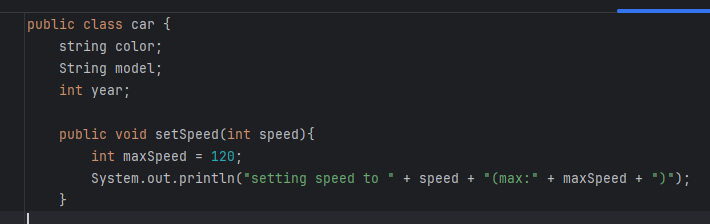 public class car {
    string color;
    String model;
    int year;

    public void setSpeed(int speed){
        int maxSpeed = 120;
        System.out.println("setting speed to " + speed + "(max:" + maxSpeed + ")");
    }